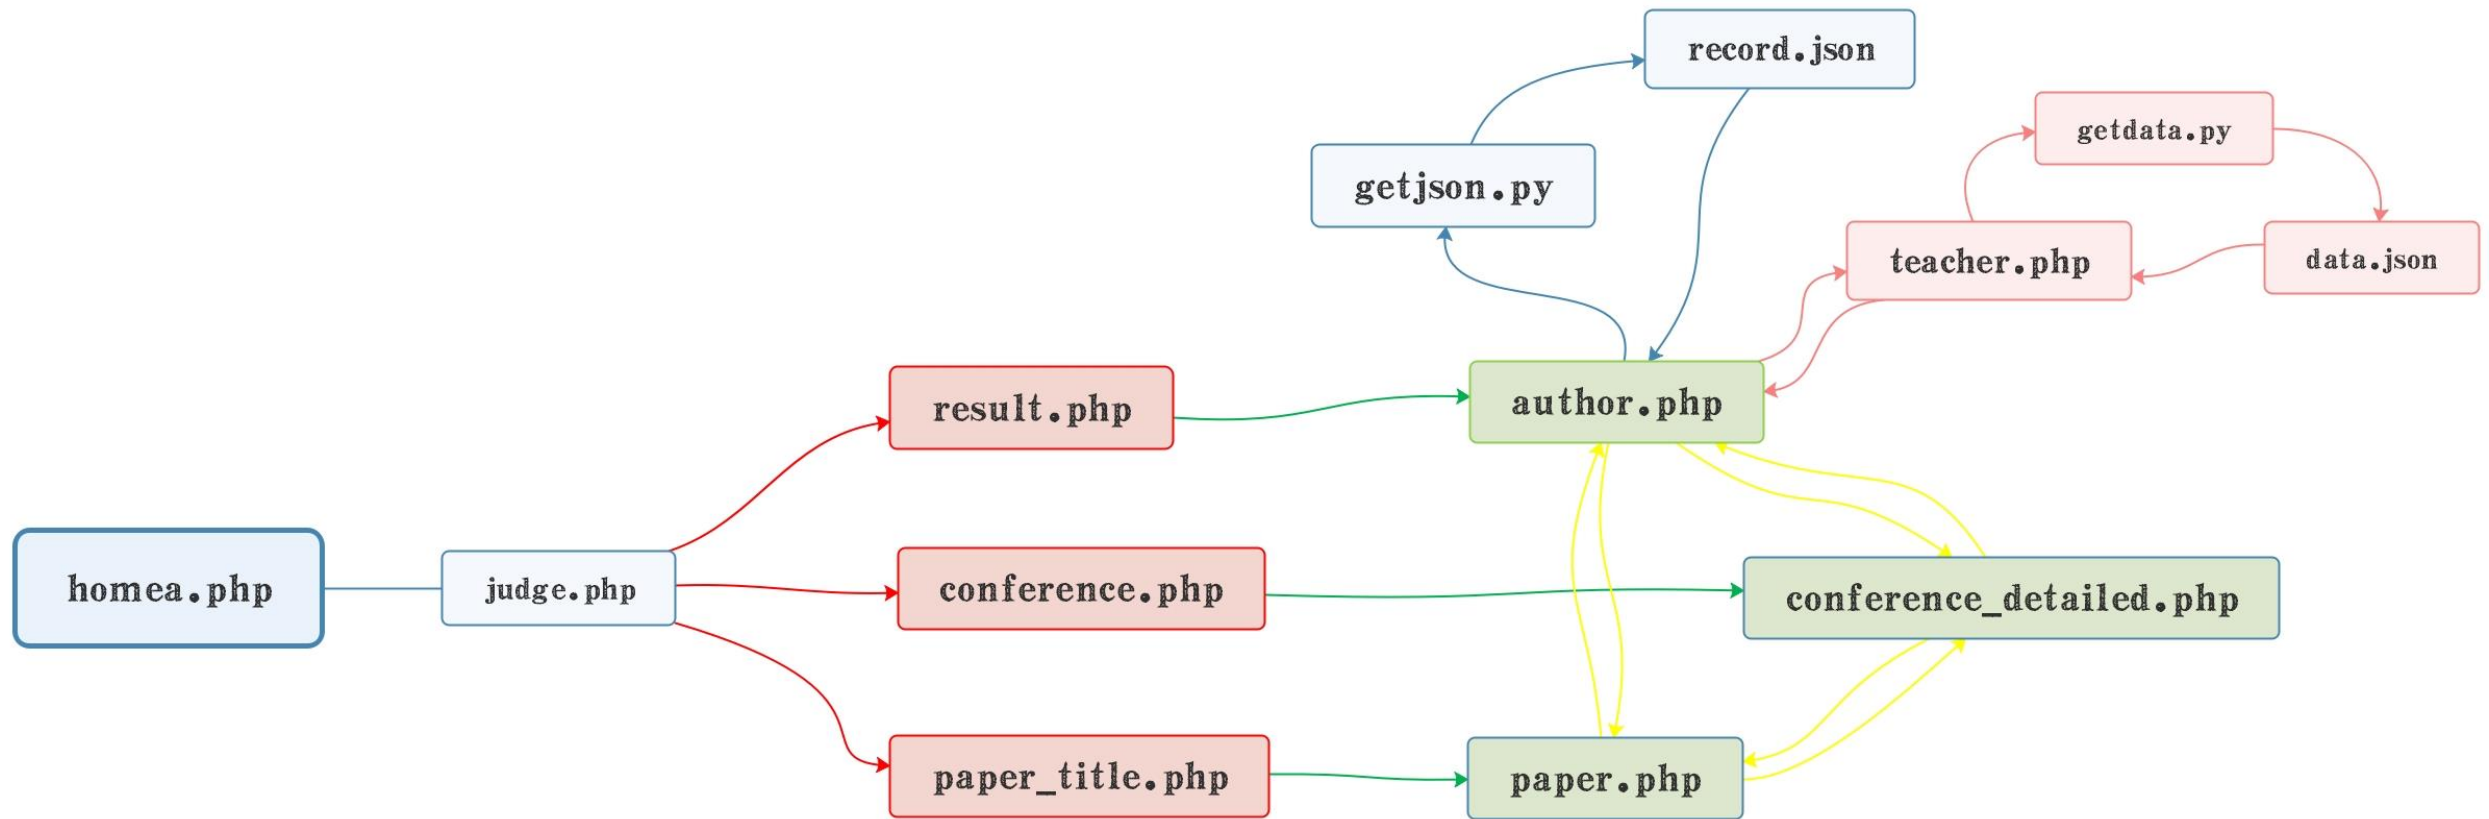 record.json
getdata.py
getjson.py
teacher.php
data.json
result.php
author.php
homea.php
judge.php
conference.php
conference_detailed.php
paper_title.php
paper.php